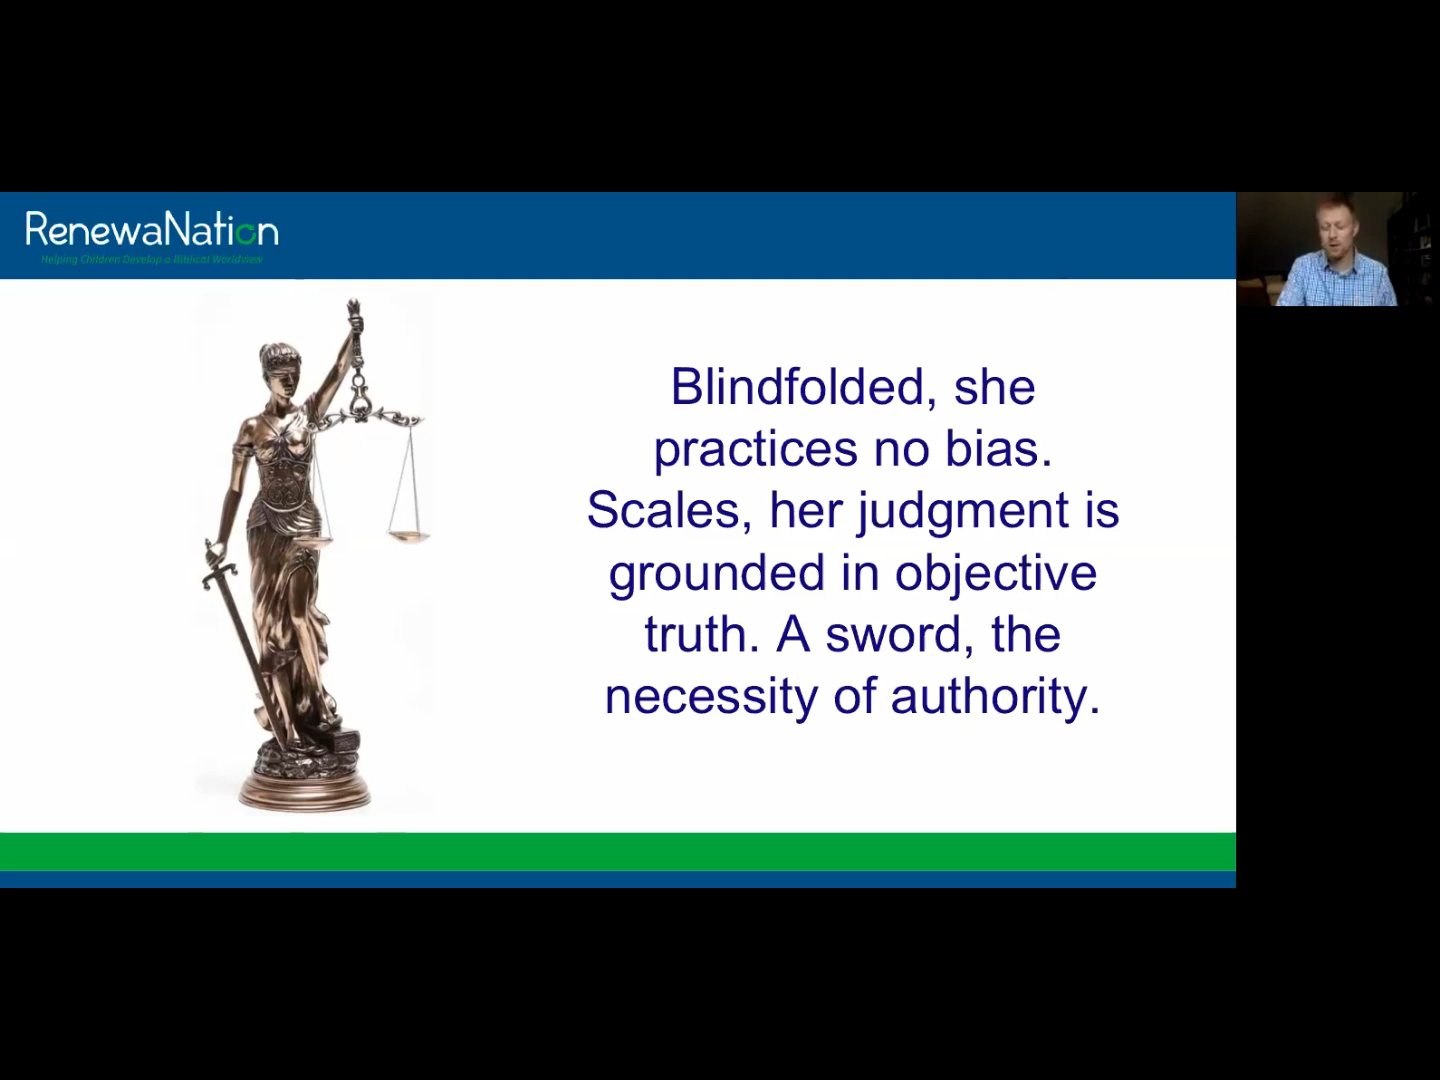 RenewaNation
Helping Children Develop a Biblical Worldview
Blindfolded, she
practices no bias.
Scales, her judgment is
grounded in objective
truth. A sword, the
necessity of authority.